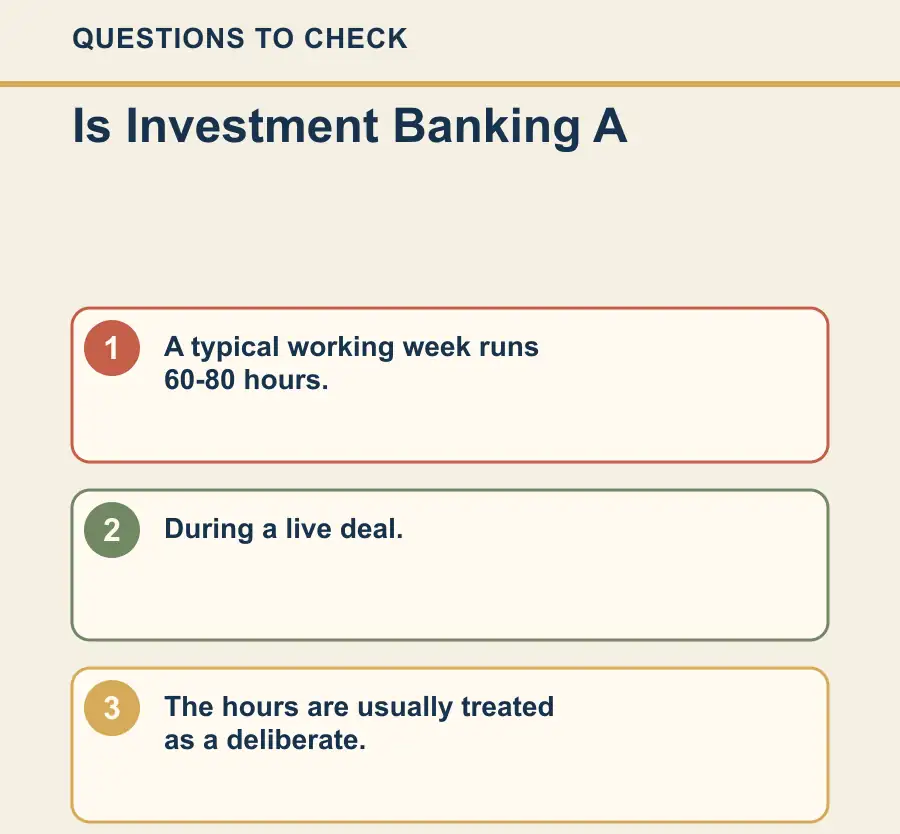 QUESTIONS TO CHECK
Is Investment Banking A
1
A typical working week runs
60-80 hours.
2
During a live deal.
3
The hours are usually treated
as a deliberate.